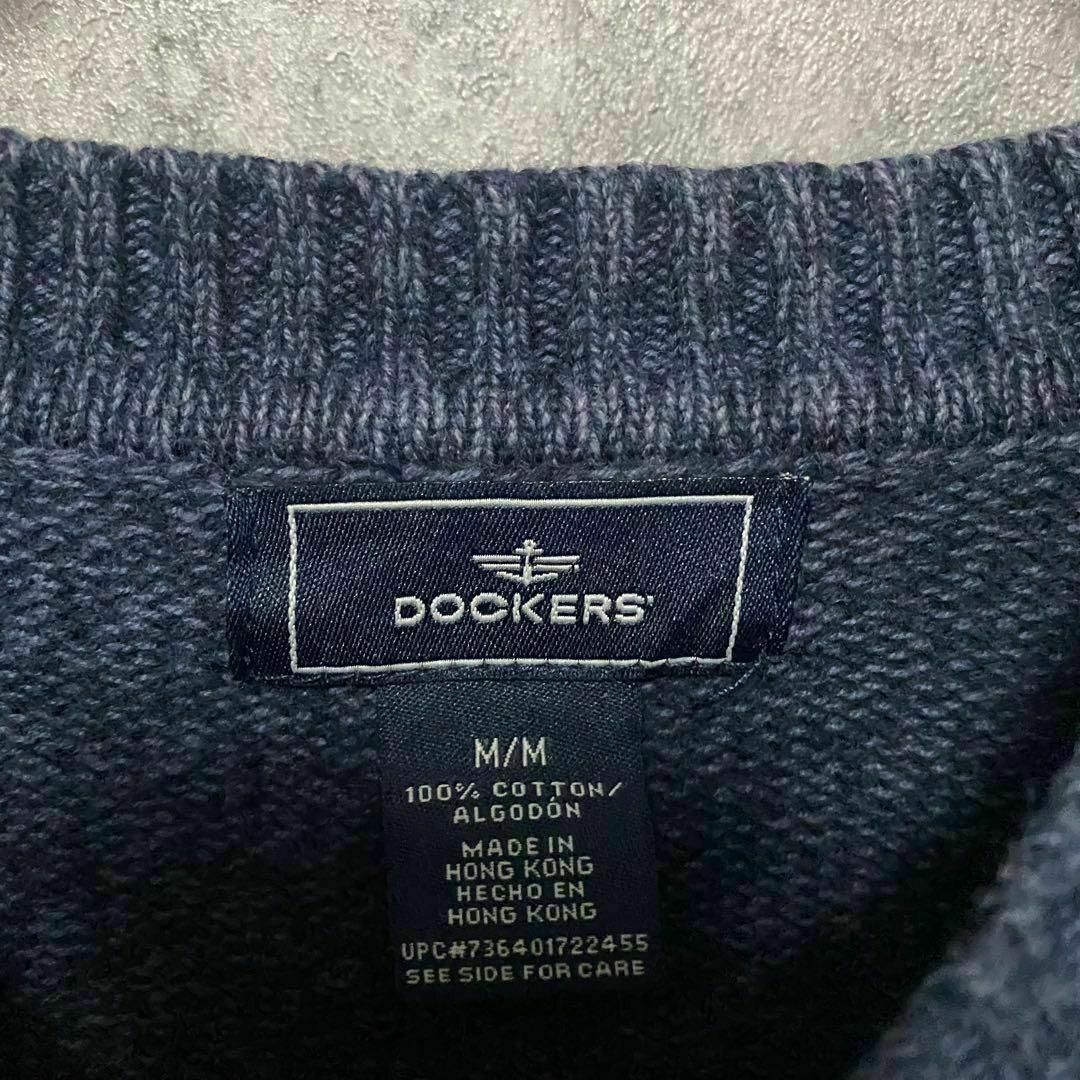 DOCKERS®
M/M
100% COTTON/
ALGODÓN
MADE IN
HONG KONG
HECHO EN
HONG KONG
UPC#736401722455
SEE SIDE FOR CARE